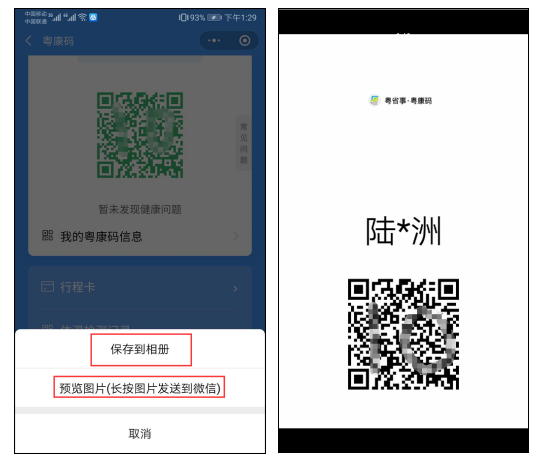 中国移动
中国联通
93%
下午1:29
粤康码
常见问题
暂未发现健康问题
我的粤康码信息
行程卡
保存到相册
预览图片(长按图片发送到微信)
取消
粤省事·粤康码
陆*洲